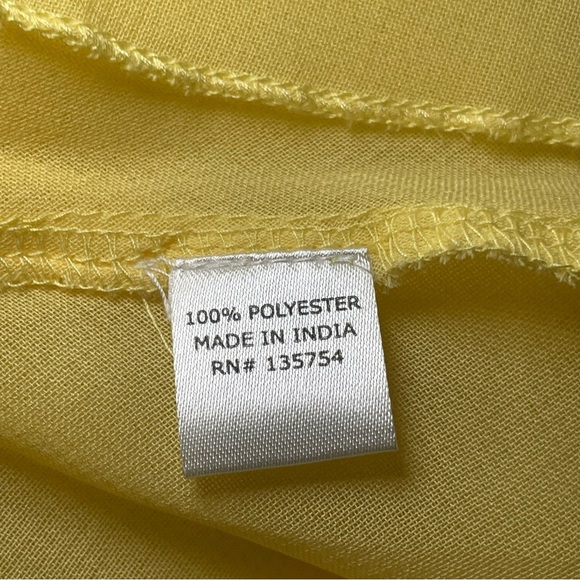 100% POLYESTER
MADE IN INDIA
RN# 135754